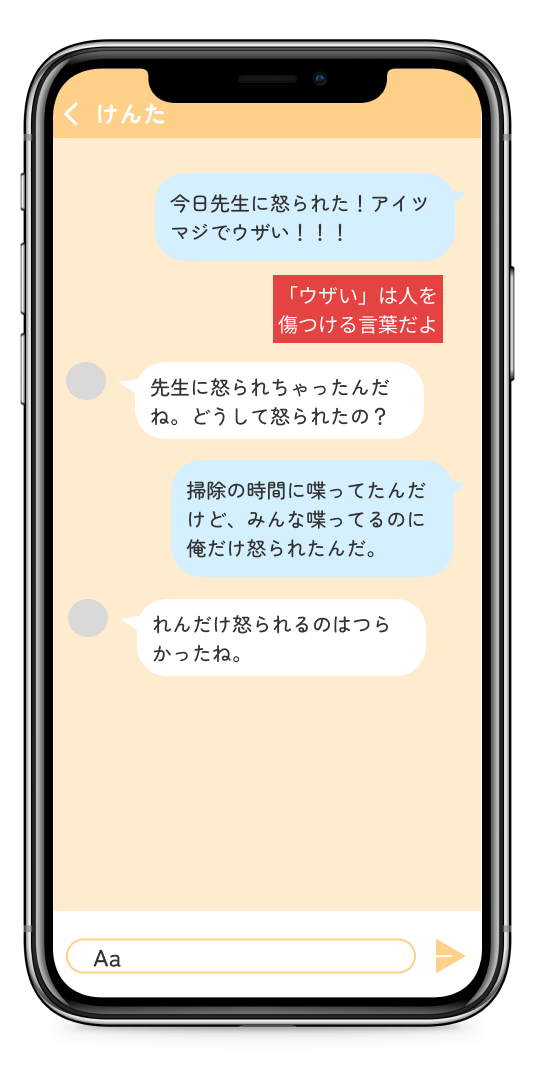 けんた
今日先生に怒られた！アイツ
マジでウザい！！！
「ウザい」は人を
傷つける言葉だよ
先生に怒られちゃったんだ
ね。どうして怒られたの？
掃除の時間に喋ってたんだ
けど、みんな喋ってるのに
俺だけ怒られたんだ。
れんだけ怒られるのはつら
かったね。
Aa